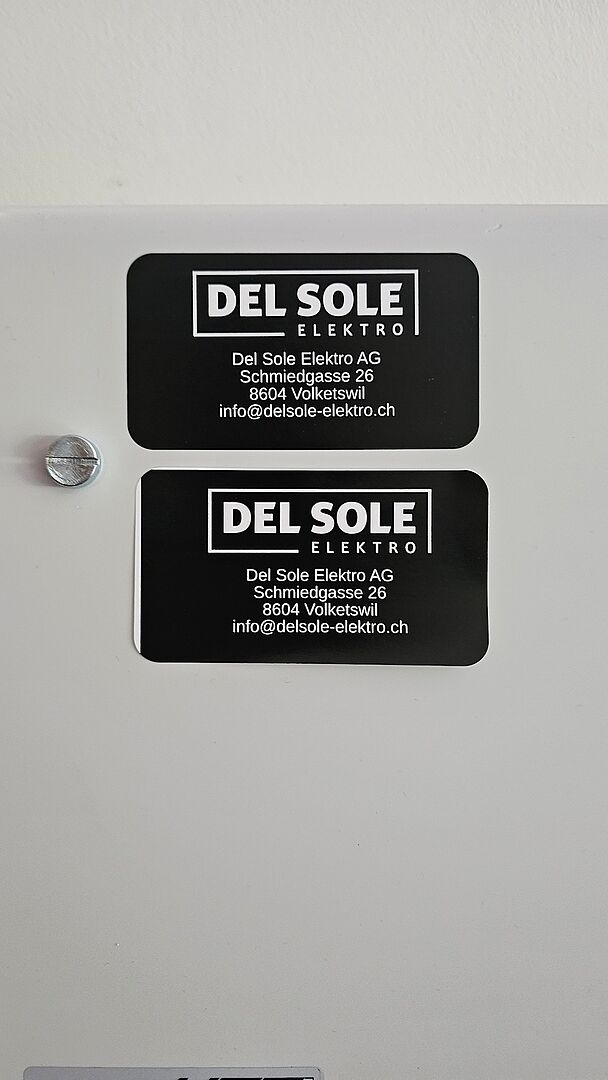 DEL SOLE
ELEKTRO
Del Sole Elektro AG
Schmiedgasse 26
8604 Volketswil
info@delsole-elektro.ch
DEL SOLE
ELEKTRO
Del Sole Elektro AG
Schmiedgasse 26
8604 Volketswil
info@delsole-elektro.ch